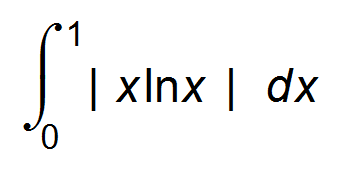 ∫₀¹ | xlnx | dx